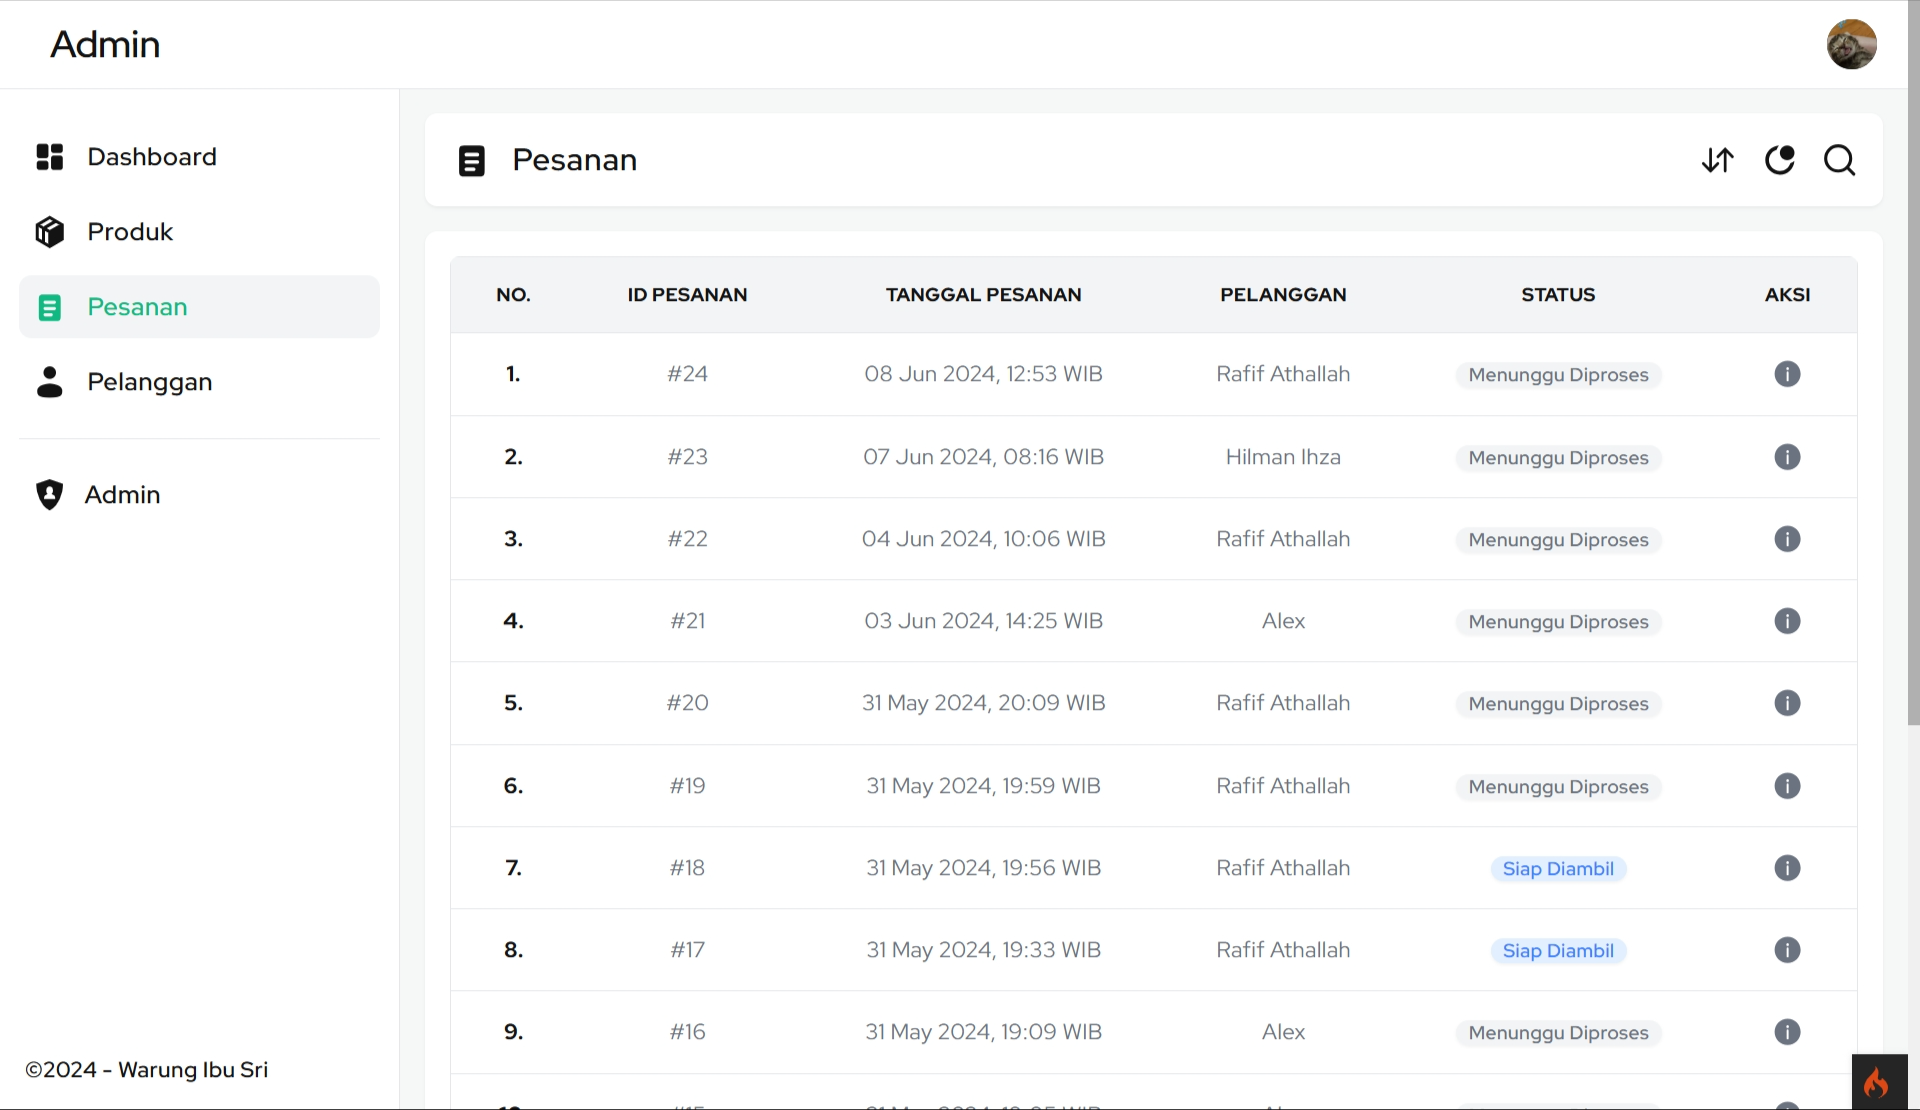 Admin
Dashboard
Produk
Pesanan
Pelanggan
Admin
©2024 - Warung Ibu Sri
Pesanan
NO. ID PESANAN TANGGAL PESANAN PELANGGAN STATUS AKSI
1. #24 08 Jun 2024, 12:53 WIB Rafif Athallah Menunggu Diproses
2. #23 07 Jun 2024, 08:16 WIB Hilman Ihza Menunggu Diproses
3. #22 04 Jun 2024, 10:06 WIB Rafif Athallah Menunggu Diproses
4. #21 03 Jun 2024, 14:25 WIB Alex Menunggu Diproses
5. #20 31 May 2024, 20:09 WIB Rafif Athallah Menunggu Diproses
6. #19 31 May 2024, 19:59 WIB Rafif Athallah Menunggu Diproses
7. #18 31 May 2024, 19:56 WIB Rafif Athallah Siap Diambil
8. #17 31 May 2024, 19:33 WIB Rafif Athallah Siap Diambil
9. #16 31 May 2024, 19:09 WIB Alex Menunggu Diproses